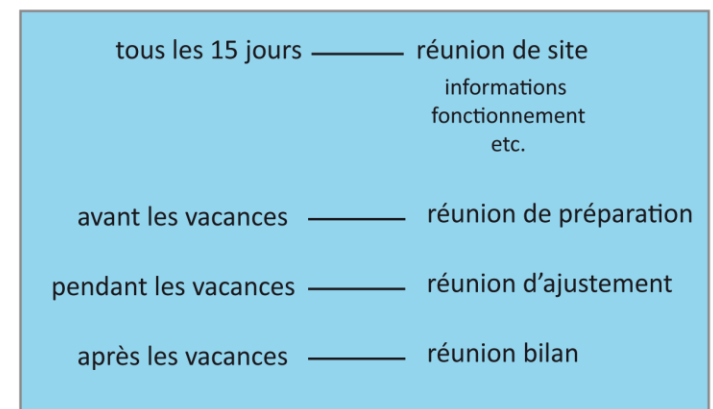 tous les 15 jours réunion de site
informations
fonctionnement
etc.
avant les vacances réunion de préparation
pendant les vacances réunion d’ajustement
après les vacances réunion bilan